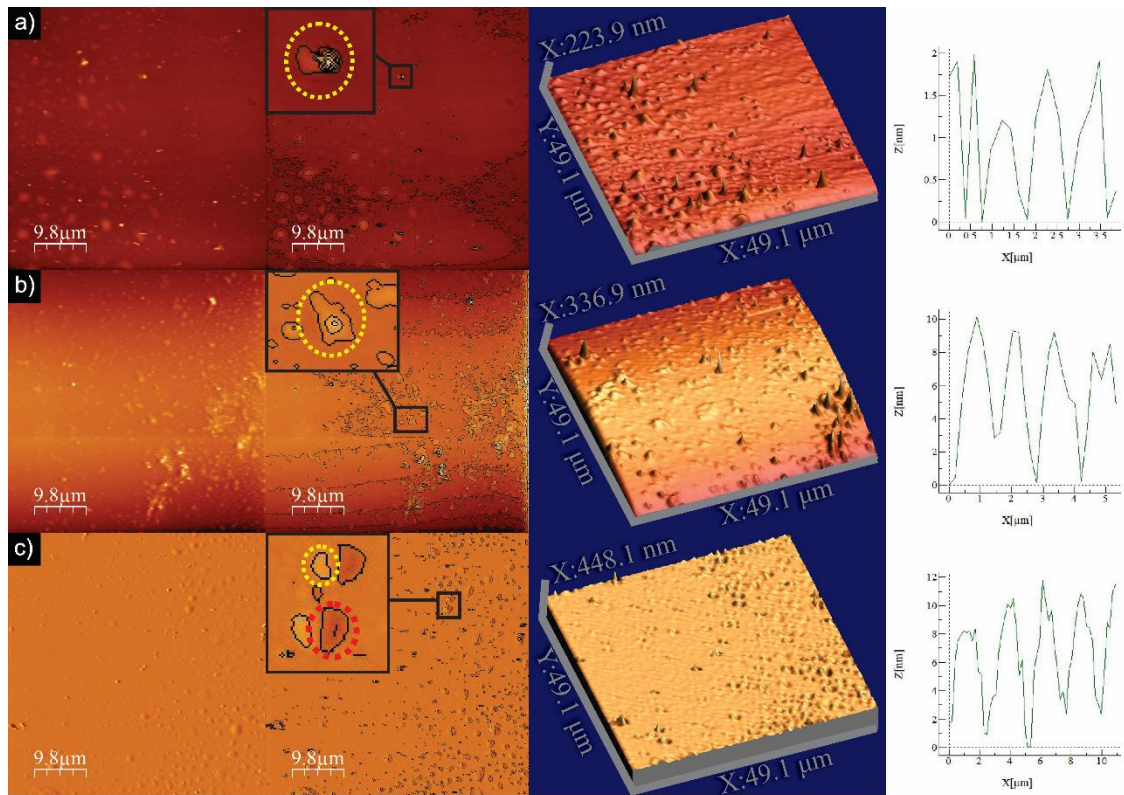 a)
9.8µm
X:223.9 nm
Y:49.1 µm
X:49.1 µm
Z[nm]
2
1.5
1
0.5
0
0 0.5 1 1.5 2 2.5 3 3.5
X[µm]
b)
9.8µm
9.8µm
X:336.9 nm
Y:49.1 µm
X:49.1 µm
Z[nm]
10
8
6
4
2
0
0 1 2 3 4 5
X[µm]
c)
9.8µm
9.8µm
X:448.1 nm
Y:49.1 µm
X:49.1 µm
Z[nm]
12
10
8
6
4
2
0
0 2 4 6 8 10
X[µm]
9.8µm